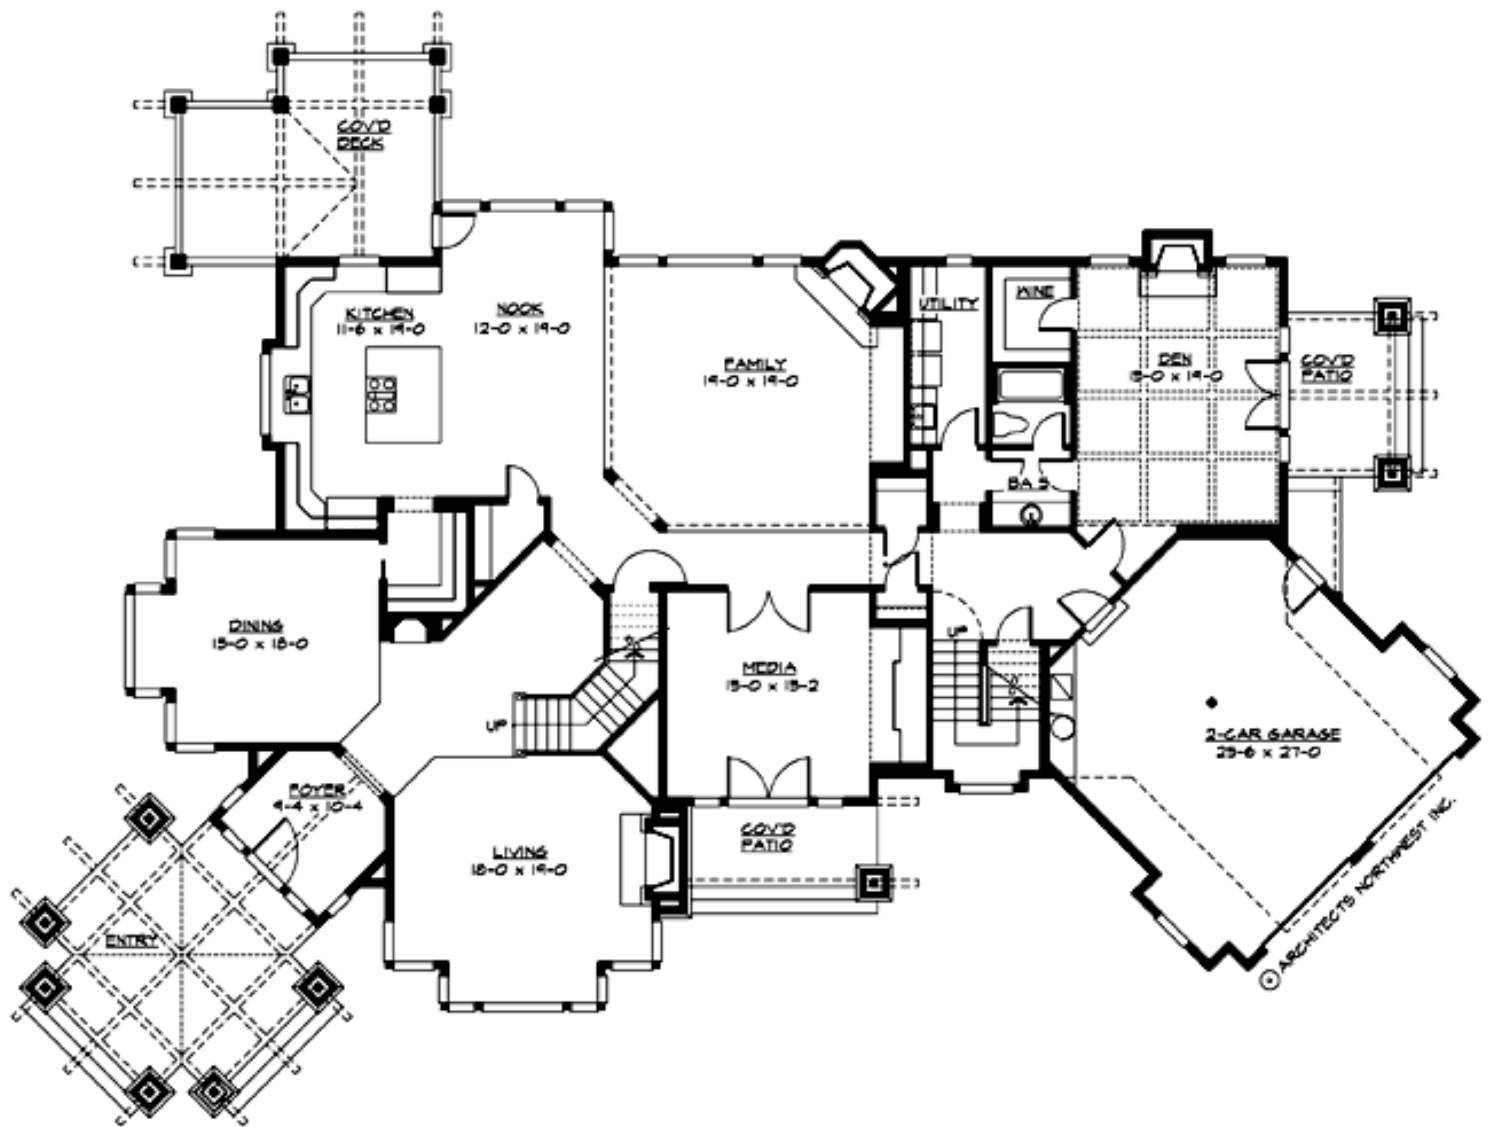 COV'D
DECK
KITCHEN
11-6 x 19-0
NOOK
12-0 x 19-0
FAMILY
19-0 x 19-0
UTILITY
WINE
DEN
15-0 x 19-0
COV'D
PATIO
BA 5
DINING
15-0 x 18-0
UP
UP
MEDIA
15-0 x 15-2
2-CAR GARAGE
25-6 x 27-0
FOYER
9-4 x 10-4
LIVING
18-0 x 19-0
COV'D
PATIO
ENTRY
ARCHITECTS NORTHWEST INC.